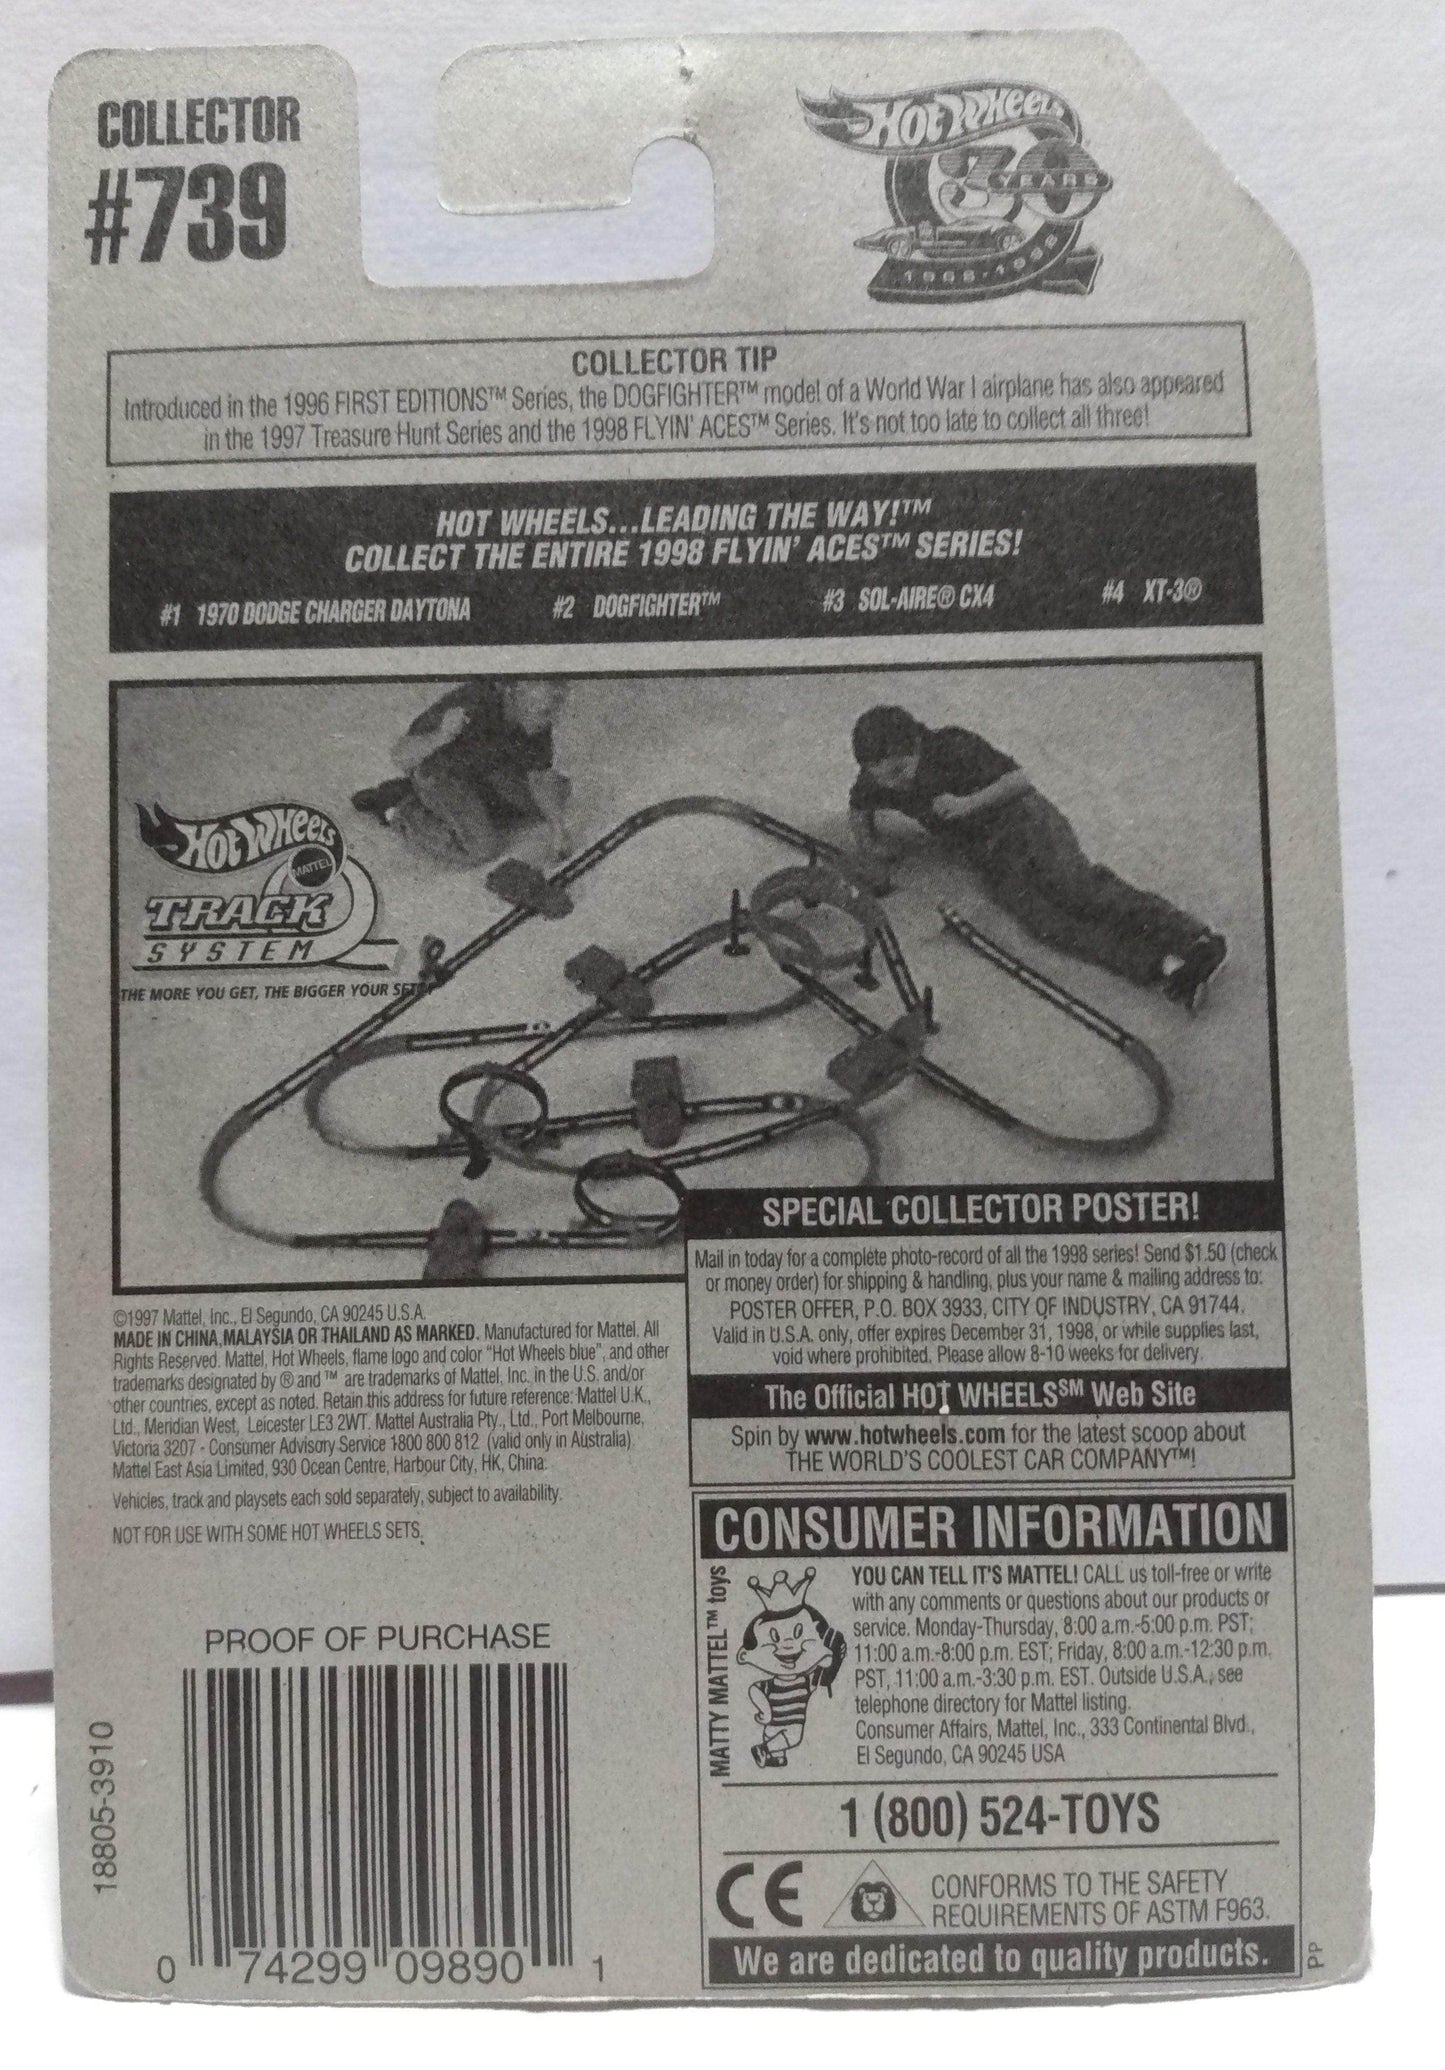 COLLECTOR
#739
Hot Wheels
30
YEARS
1968-1998
COLLECTOR TIP
Introduced in the 1996 FIRST EDITIONS™ Series, the DOGFIGHTER™ model of a World War I airplane has also appeared
in the 1997 Treasure Hunt Series and the 1998 FLYIN' ACES™ Series. It's not too late to collect all three!
HOT WHEELS...LEADING THE WAY!™
COLLECT THE ENTIRE 1998 FLYIN' ACES™ SERIES!
#1 1970 DODGE CHARGER DAYTONA #2 DOGFIGHTER™ #3 SOL-AIRE® CX4 #4 XT-3®
Hot Wheels
MATTEL
TRACK
SYSTEM
THE MORE YOU GET, THE BIGGER YOUR SET!
SPECIAL COLLECTOR POSTER!
Mail in today for a complete photo-record of all the 1998 series! Send $1.50 (check
or money order) for shipping & handling, plus your name & mailing address to:
POSTER OFFER, P.O. BOX 3933, CITY OF INDUSTRY, CA 91744.
Valid in U.S.A. only, offer expires December 31, 1998, or while supplies last,
void where prohibited. Please allow 8-10 weeks for delivery.
The Official HOT WHEELS℠ Web Site
Spin by www.hotwheels.com for the latest scoop about
THE WORLD'S COOLEST CAR COMPANY™!
©1997 Mattel, Inc., El Segundo, CA 90245 U.S.A.
MADE IN CHINA, MALAYSIA OR THAILAND AS MARKED. Manufactured for Mattel. All
Rights Reserved. Mattel, Hot Wheels, flame logo and color "Hot Wheels blue", and other
trademarks designated by ® and ™ are trademarks of Mattel, Inc. in the U.S. and/or
other countries, except as noted. Retain this address for future reference: Mattel U.K.,
Ltd., Meridian West, Leicester LE3 2WT. Mattel Australia Pty., Ltd., Port Melbourne,
Victoria 3207 - Consumer Advisory Service 1800 800 812 (valid only in Australia).
Mattel East Asia Limited, 930 Ocean Centre, Harbour City, HK, China.
Vehicles, track and playsets each sold separately, subject to availability.
NOT FOR USE WITH SOME HOT WHEELS SETS.
CONSUMER INFORMATION
MATTY MATTEL™ toys
YOU CAN TELL IT'S MATTEL! CALL us toll-free or write
with any comments or questions about our products or
service. Monday-Thursday, 8:00 a.m.-5:00 p.m. PST;
11:00 a.m.-8:00 p.m. EST; Friday, 8:00 a.m.-12:30 p.m.
PST, 11:00 a.m.-3:30 p.m. EST. Outside U.S.A., see
telephone directory for Mattel listing.
Consumer Affairs, Mattel, Inc., 333 Continental Blvd.,
El Segundo, CA 90245 USA
1 (800) 524-TOYS
CE
CONFORMS TO THE SAFETY
REQUIREMENTS OF ASTM F963.
We are dedicated to quality products.
PP
PROOF OF PURCHASE
18805-3910
0 74299 09890 1